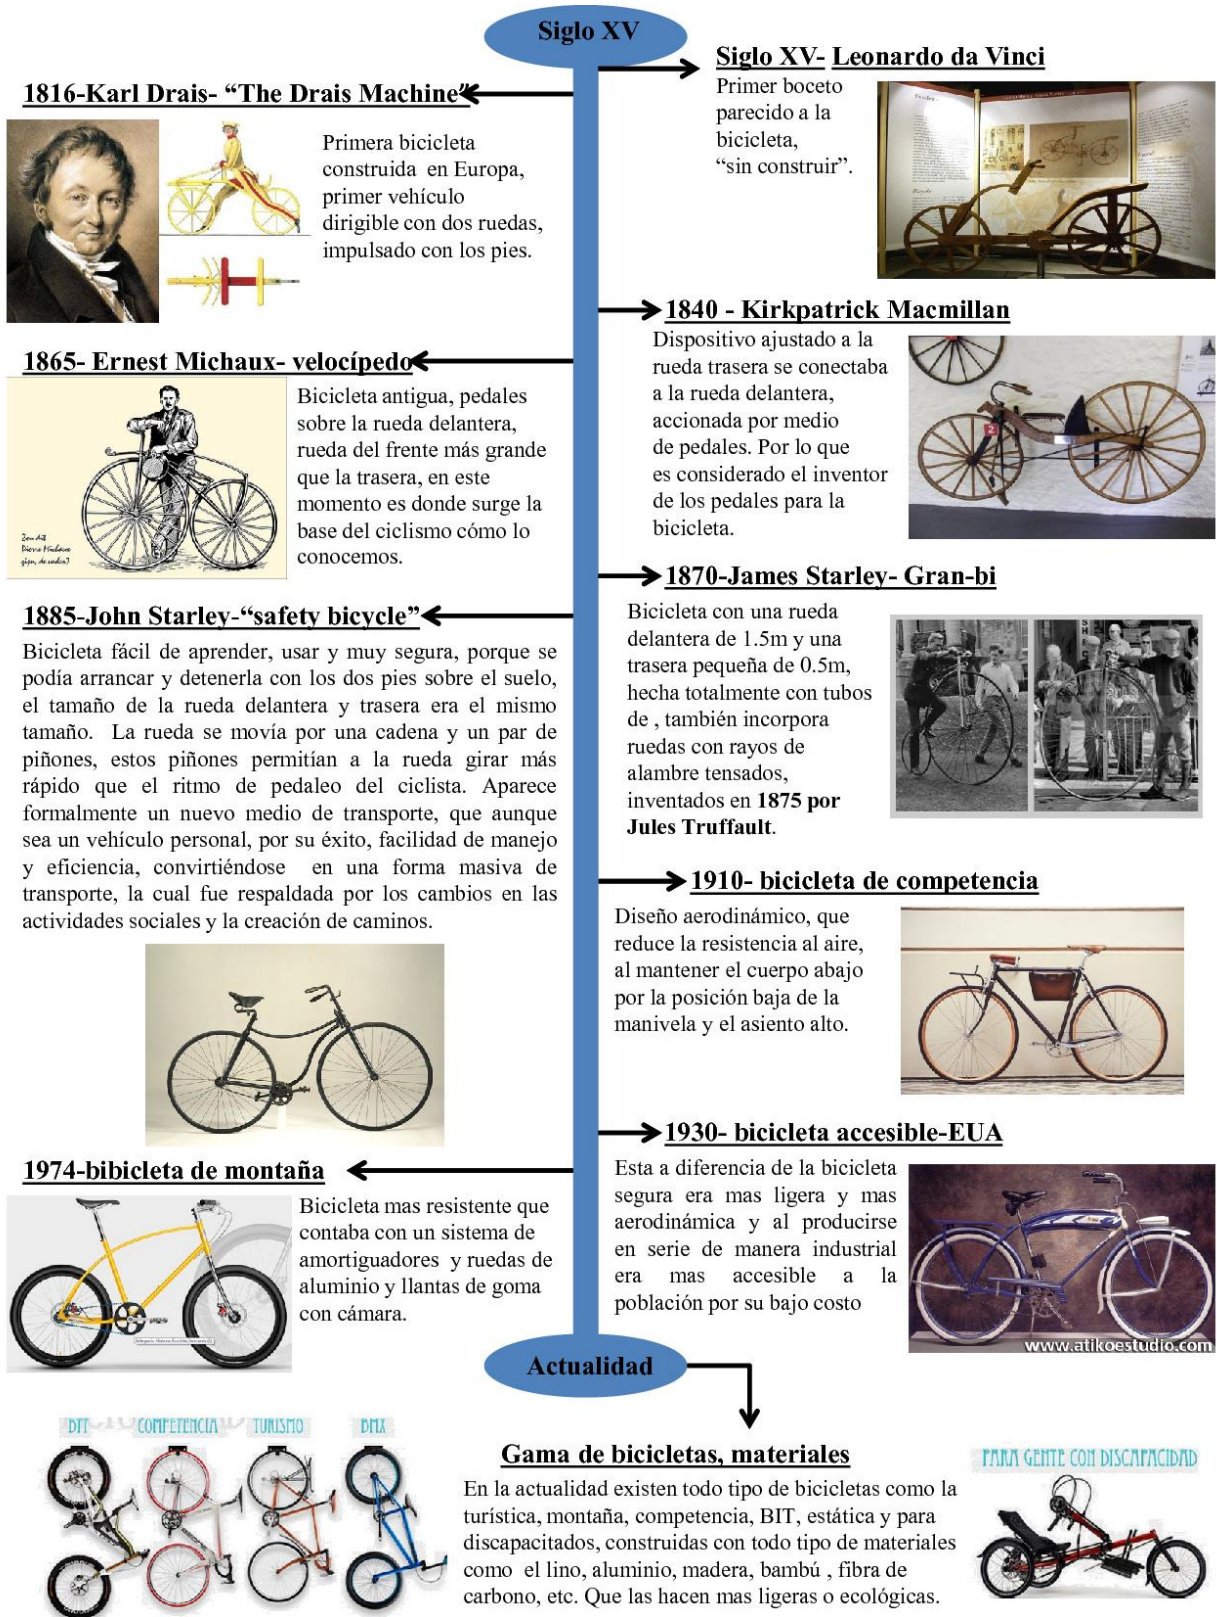 Siglo XV
Siglo XV- Leonardo da Vinci
Primer boceto
parecido a la
bicicleta,
“sin construir”.
1816-Karl Drais- “The Drais Machine”
Primera bicicleta
construida en Europa,
primer vehículo
dirigible con dos ruedas,
impulsado con los pies.
1840 - Kirkpatrick Macmillan
Dispositivo ajustado a la
rueda trasera se conectaba
a la rueda delantera,
accionada por medio
de pedales. Por lo que
es considerado el inventor
de los pedales para la
bicicleta.
1865- Ernest Michaux- velocípedo
Bicicleta antigua, pedales
sobre la rueda delantera,
rueda del frente más grande
que la trasera, en este
momento es donde surge la
base del ciclismo cómo lo
conocemos.
Zou dit
Pierre Michaux
1870-James Starley- Gran-bi
Bicicleta con una rueda
delantera de 1.5m y una
trasera pequeña de 0.5m,
hecha totalmente con tubos
de , también incorpora
ruedas con rayos de
alambre tensados,
inventados en 1875 por
Jules Truffault.
1885-John Starley-“safety bicycle”
Bicicleta fácil de aprender, usar y muy segura, porque se
podía arrancar y detenerla con los dos pies sobre el suelo,
el tamaño de la rueda delantera y trasera era el mismo
tamaño. La rueda se movía por una cadena y un par de
piñones, estos piñones permitían a la rueda girar más
rápido que el ritmo de pedaleo del ciclista. Aparece
formalmente un nuevo medio de transporte, que aunque
sea un vehículo personal, por su éxito, facilidad de manejo
y eficiencia, convirtiéndose en una forma masiva de
transporte, la cual fue respaldada por los cambios en las
actividades sociales y la creación de caminos.
1910- bicicleta de competencia
Diseño aerodinámico, que
reduce la resistencia al aire,
al mantener el cuerpo abajo
por la posición baja de la
manivela y el asiento alto.
1930- bicicleta accesible-EUA
Esta a diferencia de la bicicleta
segura era mas ligera y mas
aerodinámica y al producirse
en serie de manera industrial
era mas accesible a la
población por su bajo costo
www.atikoestudio.com
1974-bibicleta de montaña
Bicicleta mas resistente que
contaba con un sistema de
amortiguadores y ruedas de
aluminio y llantas de goma
con cámara.
Actualidad
BIT COMPETENCIA TURISMO BMX
Gama de bicicletas, materiales
En la actualidad existen todo tipo de bicicletas como la
turística, montaña, competencia, BIT, estática y para
discapacitados, construidas con todo tipo de materiales
como el lino, aluminio, madera, bambú , fibra de
carbono, etc. Que las hacen mas ligeras o ecológicas.
PARA GENTE CON DISCAPACIDAD